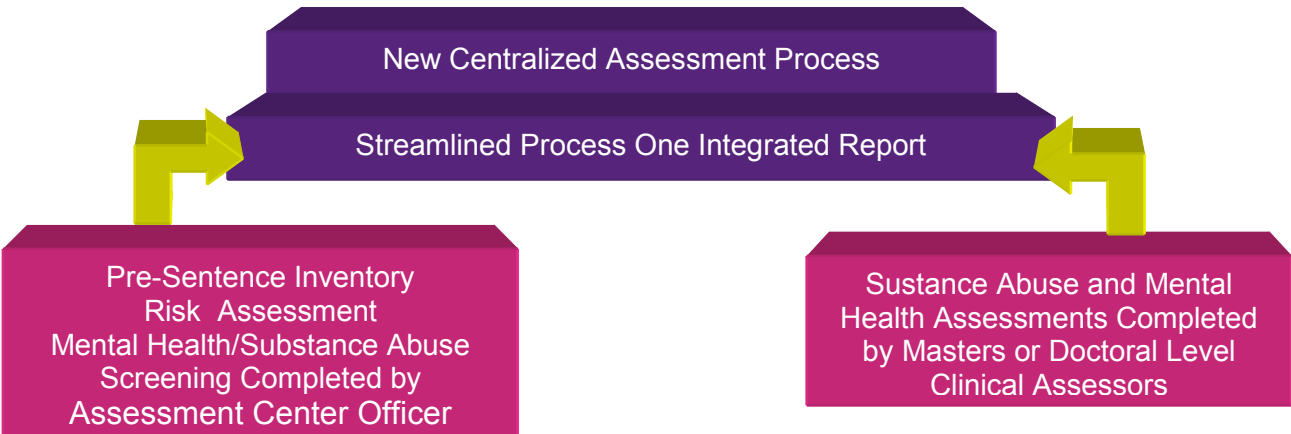 New Centralized Assessment Process
Streamlined Process One Integrated Report
Pre-Sentence Inventory
Risk Assessment
Mental Health/Substance Abuse
Screening Completed by
Assessment Center Officer
Sustance Abuse and Mental
Health Assessments Completed
by Masters or Doctoral Level
Clinical Assessors